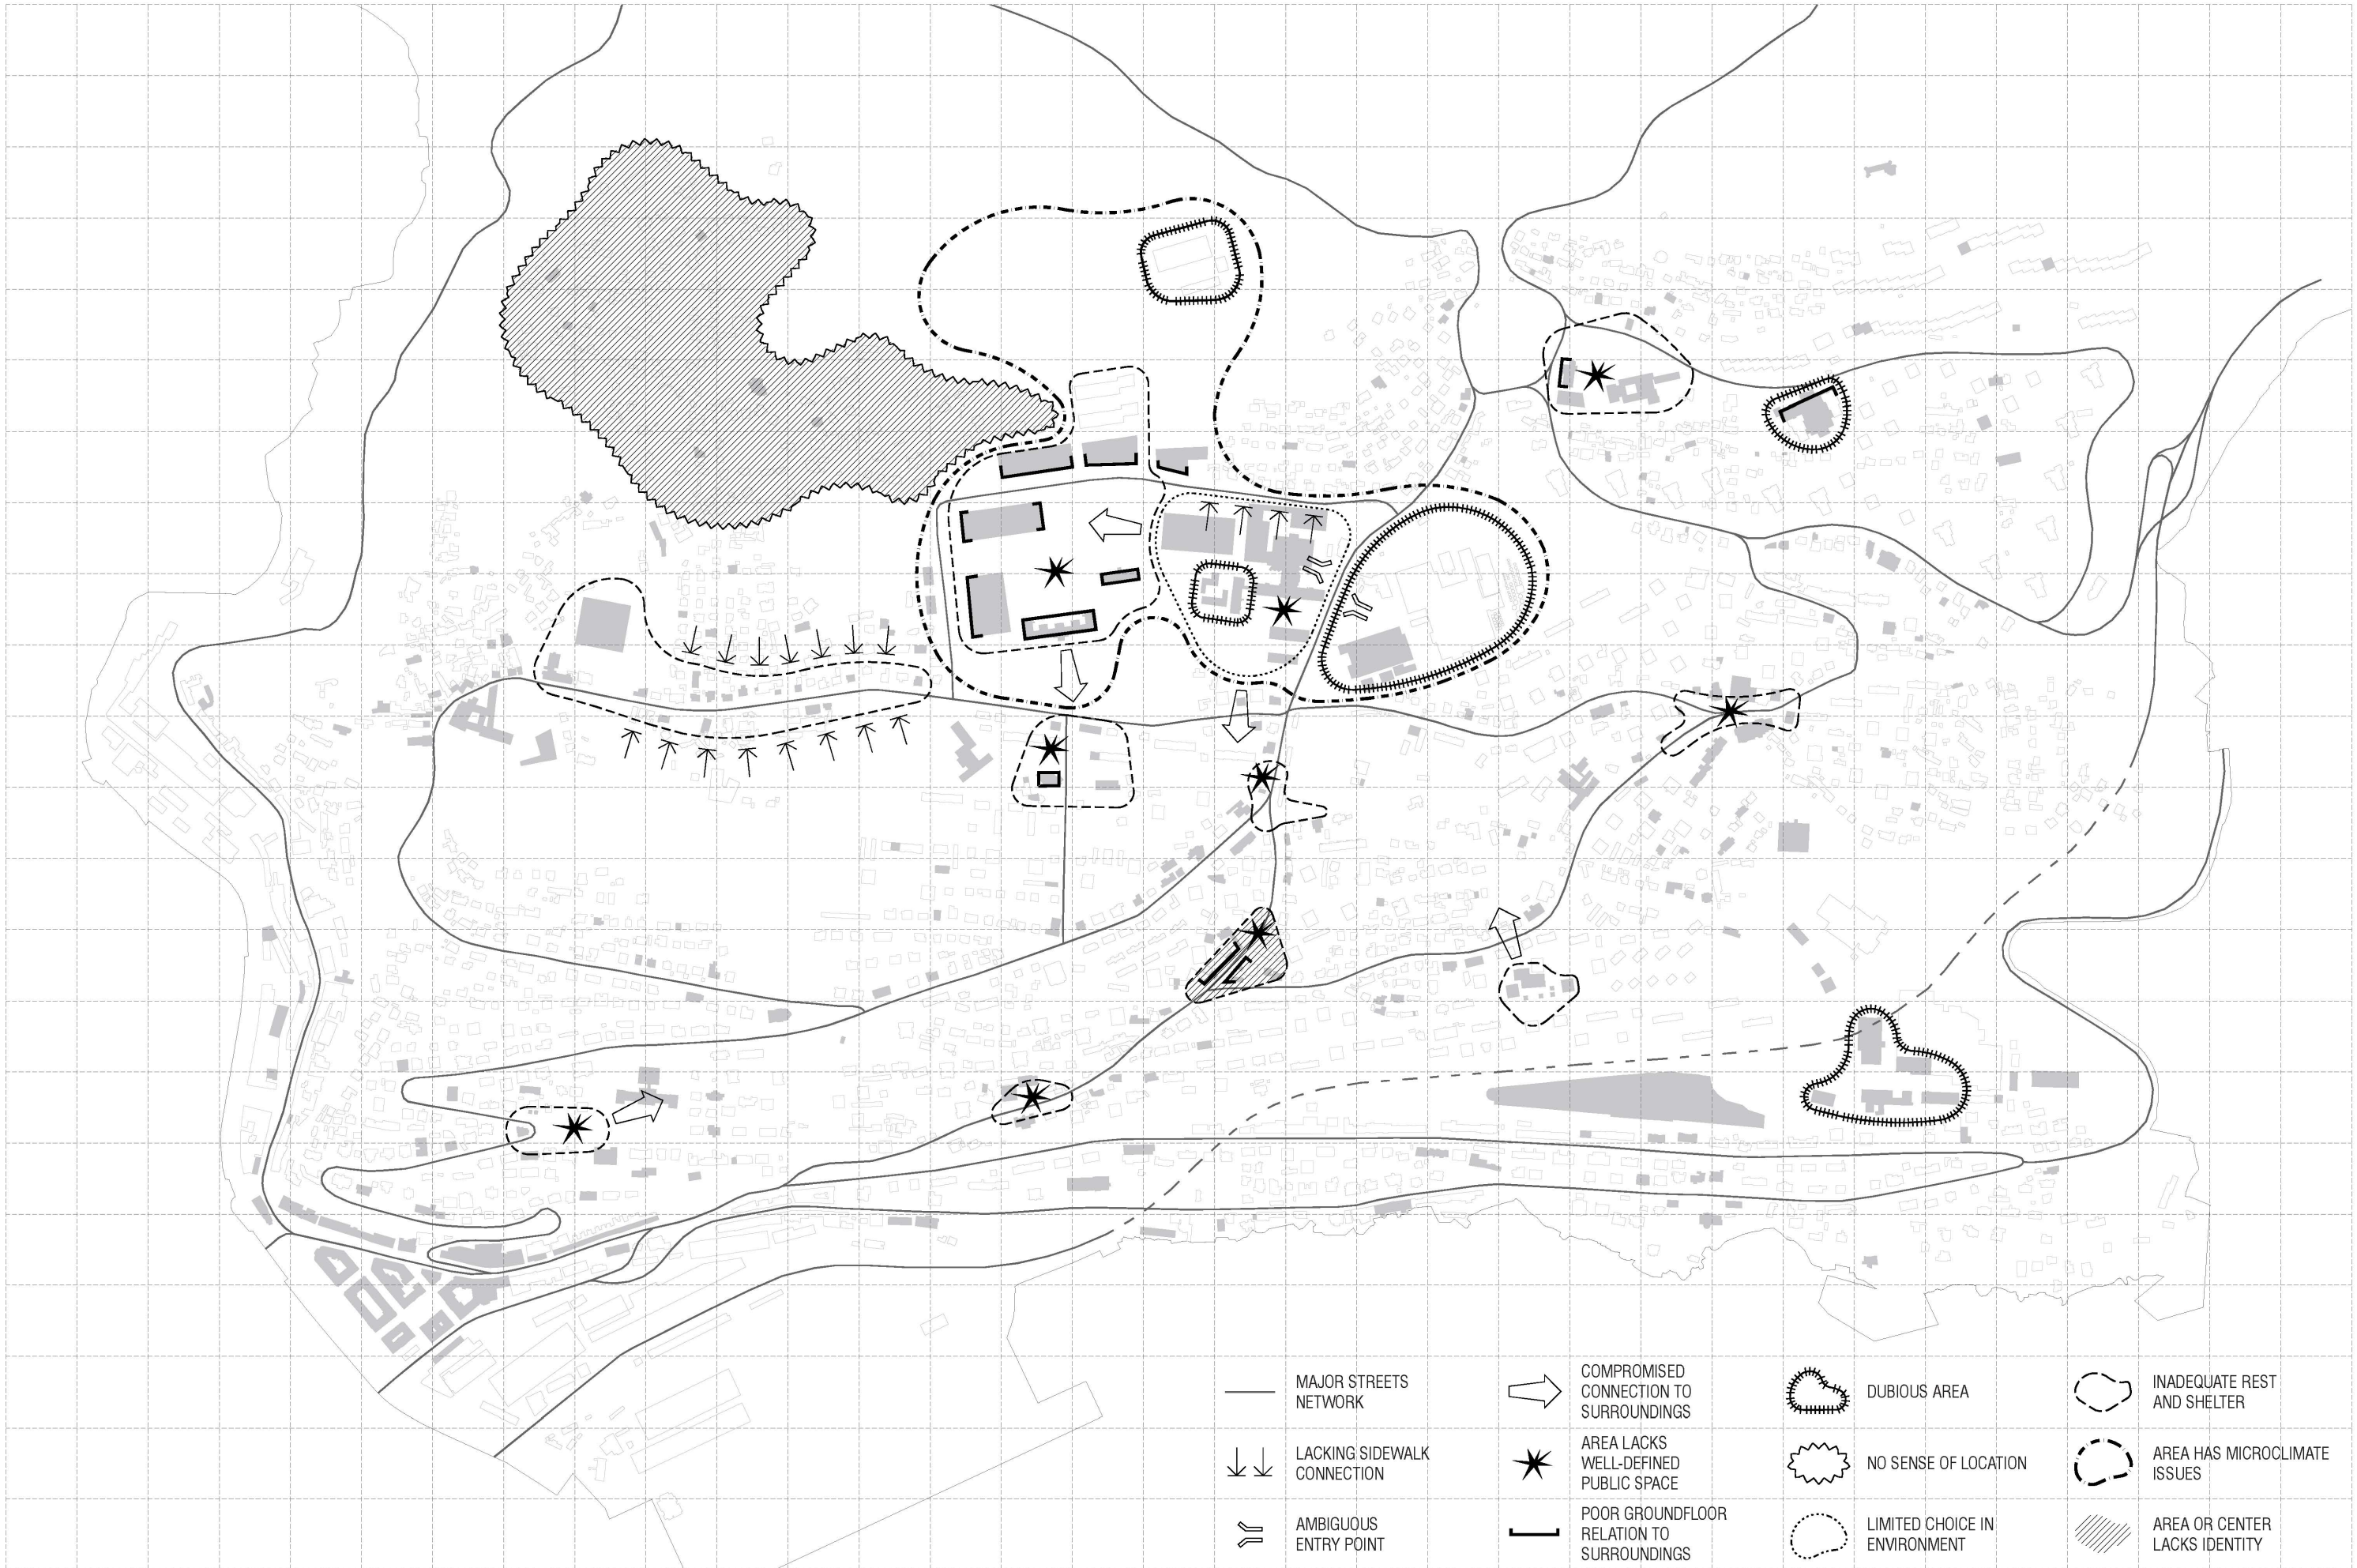 MAJOR STREETS
NETWORK
COMPROMISED
CONNECTION TO
SURROUNDINGS
DUBIOUS AREA
INADEQUATE REST
AND SHELTER
LACKING SIDEWALK
CONNECTION
AREA LACKS
WELL-DEFINED
PUBLIC SPACE
NO SENSE OF LOCATION
AREA HAS MICROCLIMATE
ISSUES
AMBIGUOUS
ENTRY POINT
POOR GROUNDFLOOR
RELATION TO
SURROUNDINGS
LIMITED CHOICE IN
ENVIRONMENT
AREA OR CENTER
LACKS IDENTITY